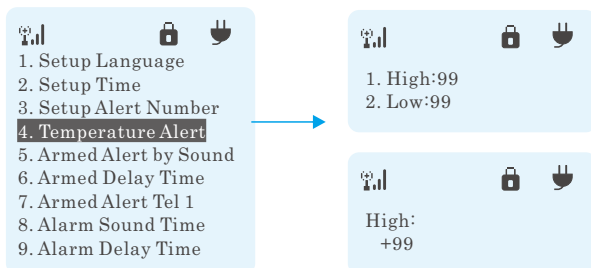 1. Setup Language
2. Setup Time
3. Setup Alert Number
4. Temperature Alert
5. Armed Alert by Sound
6. Armed Delay Time
7. Armed Alert Tel 1
8. Alarm Sound Time
9. Alarm Delay Time
1. High:99
2. Low:99
High:
+99